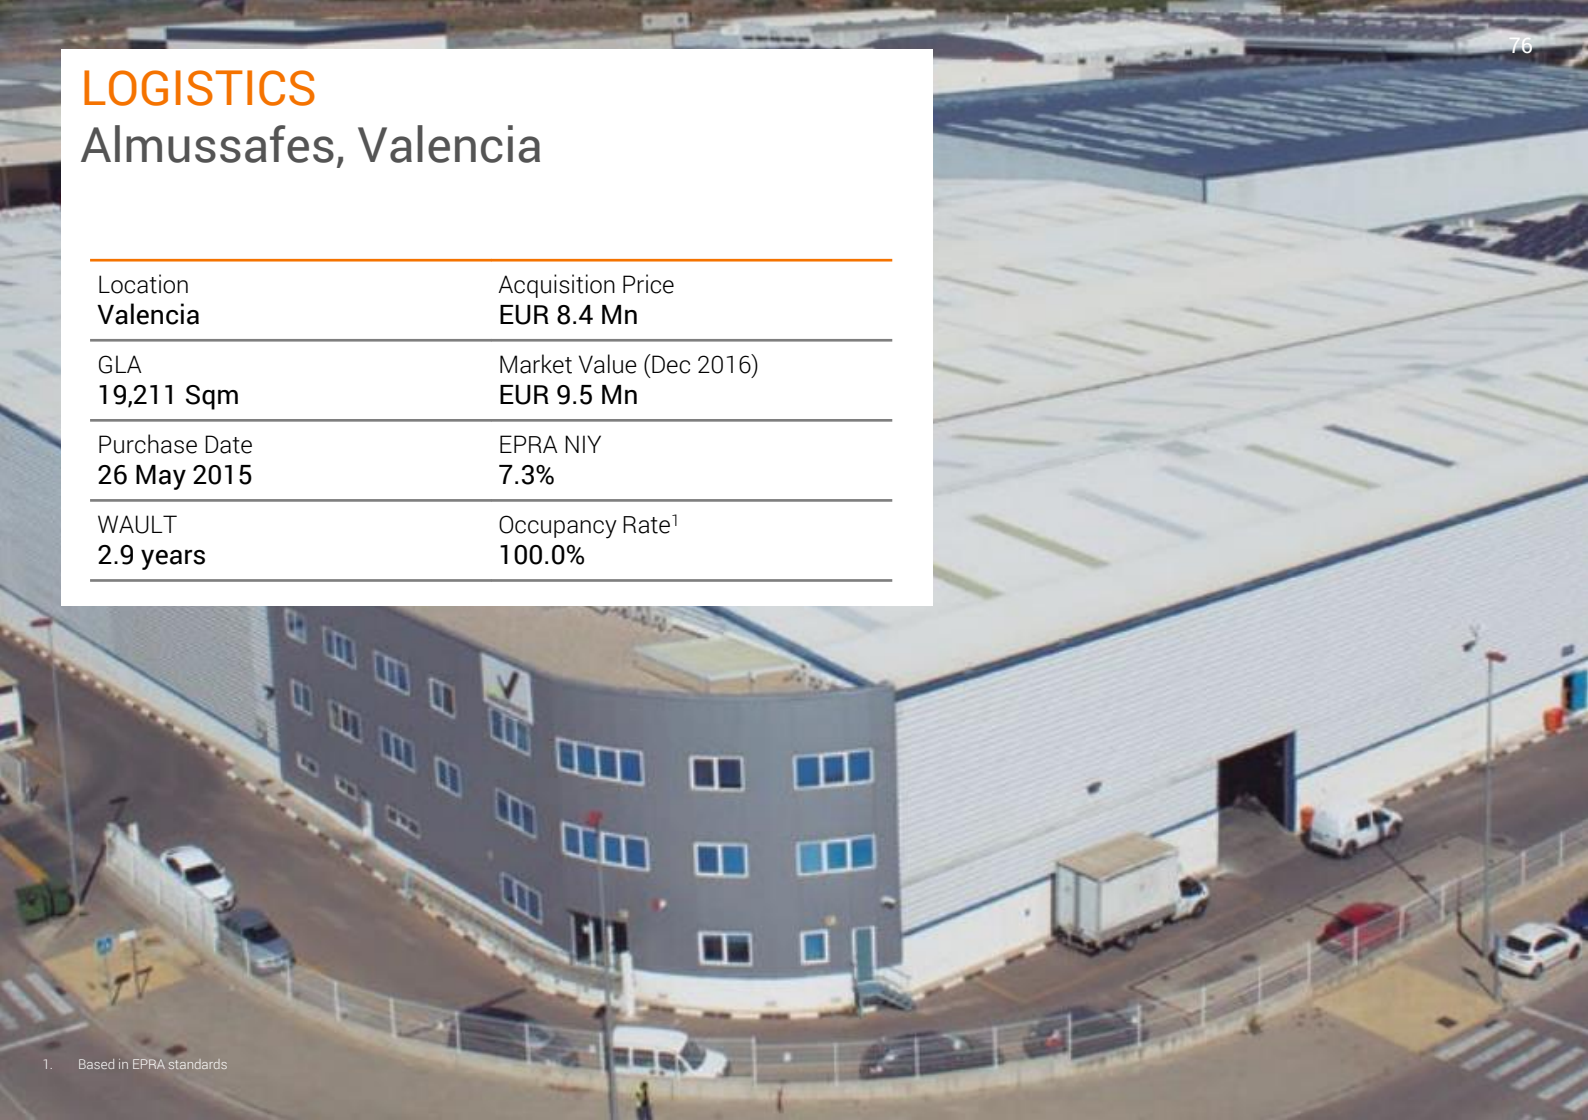 76
LOGISTICS
Almussafes, Valencia
Location
Valencia
Acquisition Price
EUR 8.4 Mn
GLA
19,211 Sqm
Market Value (Dec 2016)
EUR 9.5 Mn
Purchase Date
26 May 2015
EPRA NIY
7.3%
WAULT
2.9 years
Occupancy Rate¹
100.0%
1. Based in EPRA standards